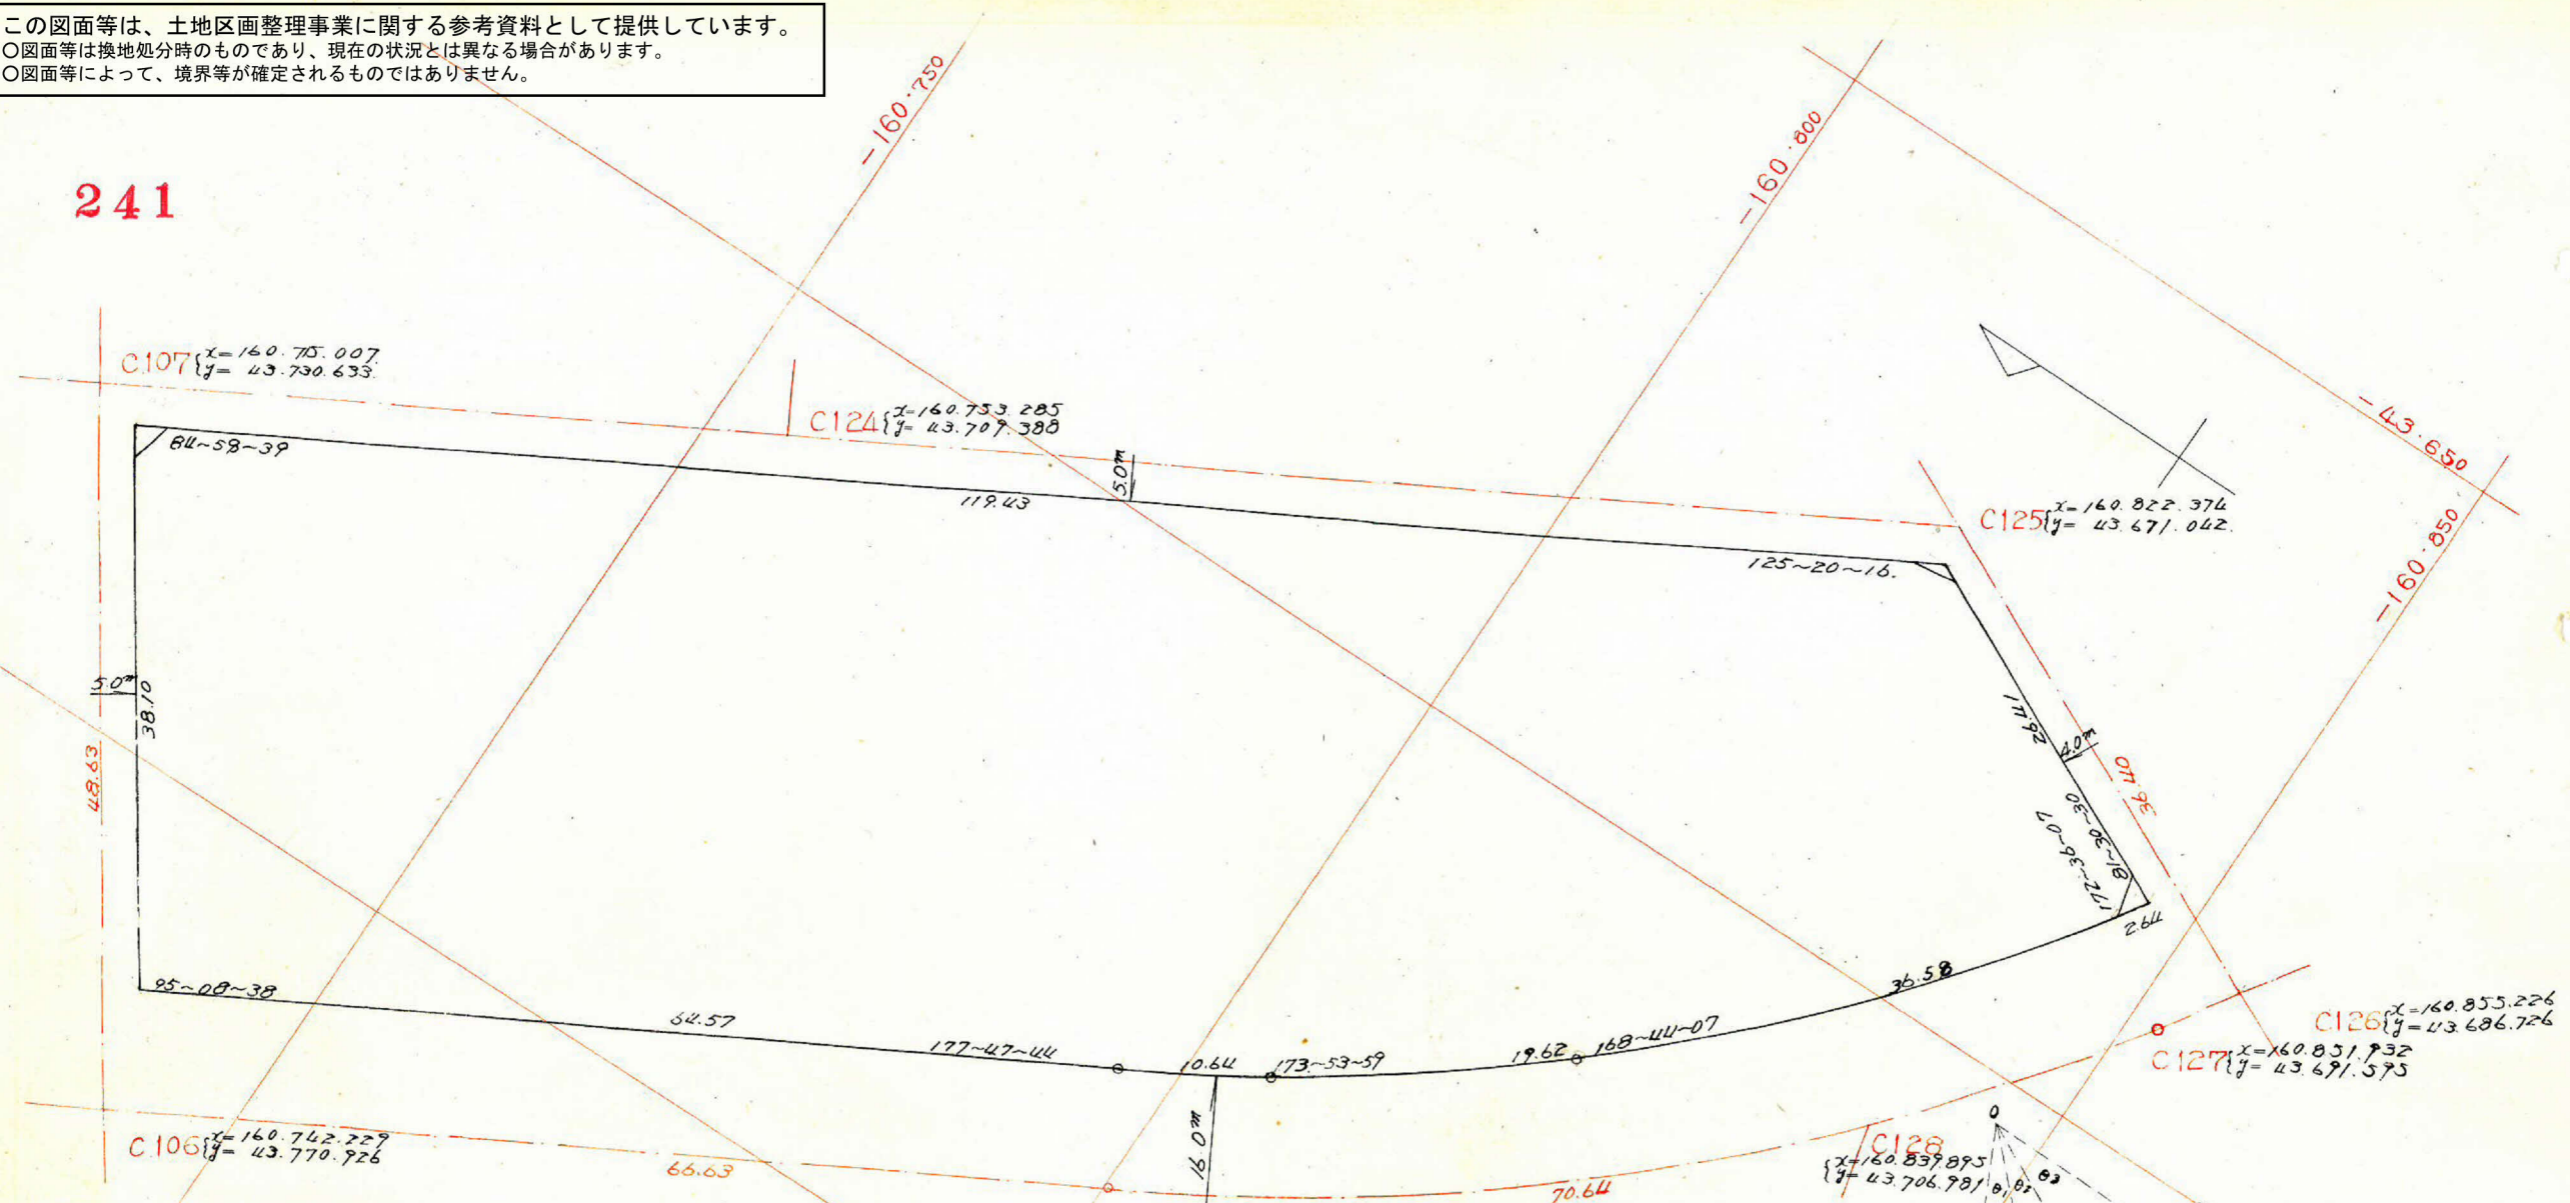 この図面等は、土地区画整理事業に関する参考資料として提供しています。
○図面等は換地処分時のものであり、現在の状況とは異なる場合があります。
○図面等によって、境界等が確定されるものではありません。
241
-160.750
-160.800
-43.650
-160.850
C107{x=160.715.007.
y= 43.730.633.
C124{x=160.753.285
y= 43.709.388
C125{x=160.822.374
y= 43.671.042.
84~58~39
5.0m
119.43
125~20~16.
5.0m
38.10
48.63
26.41
4.0m
36.40
81~30~30
172~36~07
2.64
36.58
95~08~38
64.57
177~47~44
10.64
173~53~59
19.62
168~44~07
16.0m
C106{x=160.742.229
y= 43.770.926
66.63
70.64
C126{x=160.855.226
y= 43.686.726
C127{x=160.851.932
y= 43.691.595
C128
{x=160.839.895
y= 43.706.981
O
θ1 θ2 θ3